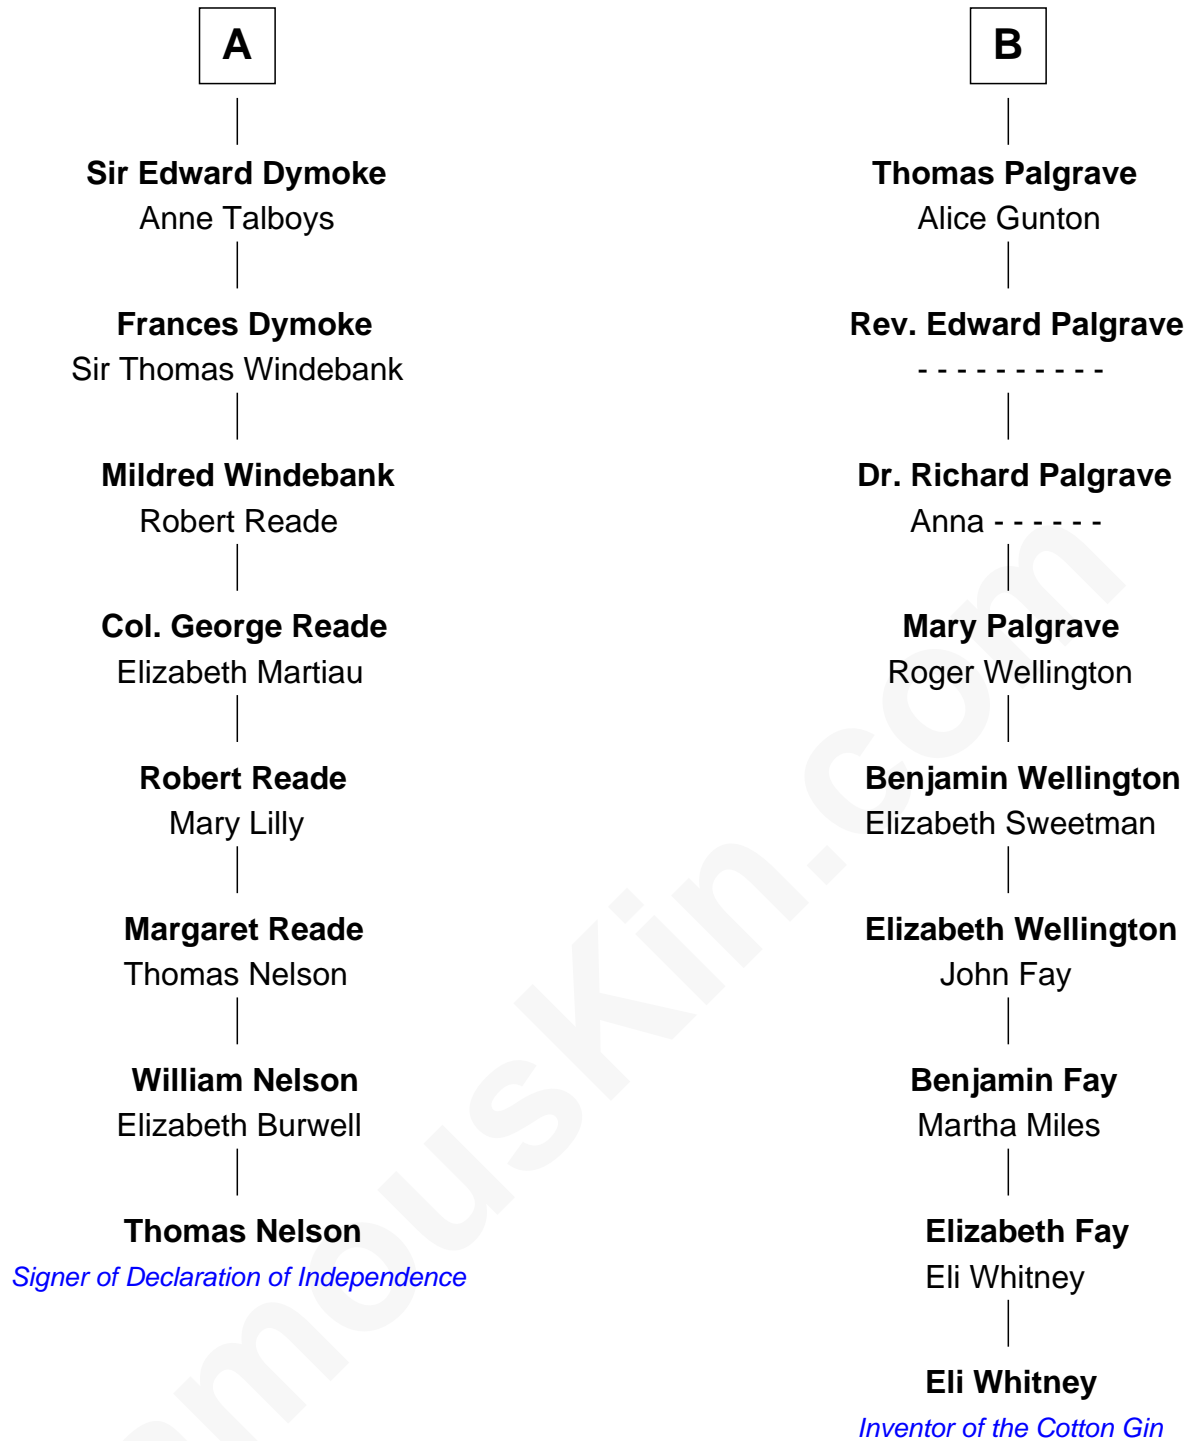 A
Sir Edward Dymoke
Anne Talboys
Frances Dymoke
Sir Thomas Windebank
Mildred Windebank
Robert Reade
Col. George Reade
Elizabeth Martiau
Robert Reade
Mary Lilly
Margaret Reade
Thomas Nelson
William Nelson
Elizabeth Burwell
Thomas Nelson
Signer of Declaration of Independence
B
Thomas Palgrave
Alice Gunton
Rev. Edward Palgrave
- - - - - - - - - -
Dr. Richard Palgrave
Anna - - - - - -
Mary Palgrave
Roger Wellington
Benjamin Wellington
Elizabeth Sweetman
Elizabeth Wellington
John Fay
Benjamin Fay
Martha Miles
Elizabeth Fay
Eli Whitney
Eli Whitney
Inventor of the Cotton Gin
amousKin.com